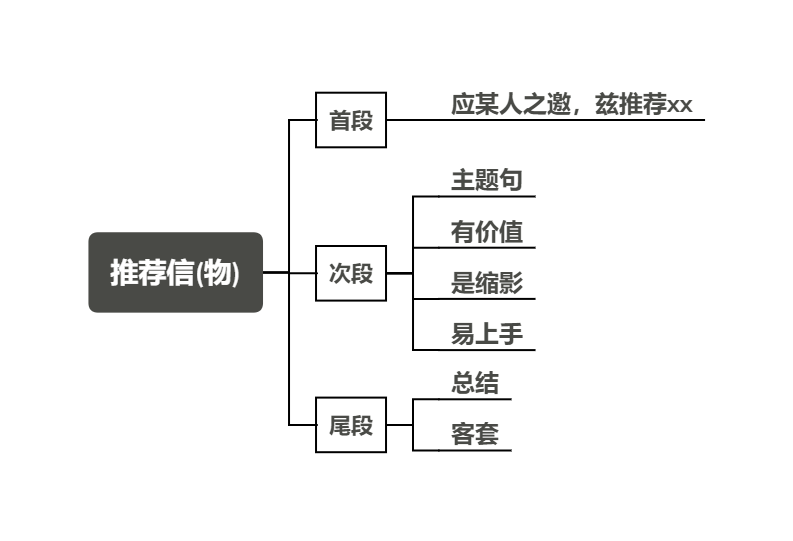 推荐信(物)
首段
应某人之邀，兹推荐xx
次段
主题句
有价值
是缩影
易上手
尾段
总结
客套